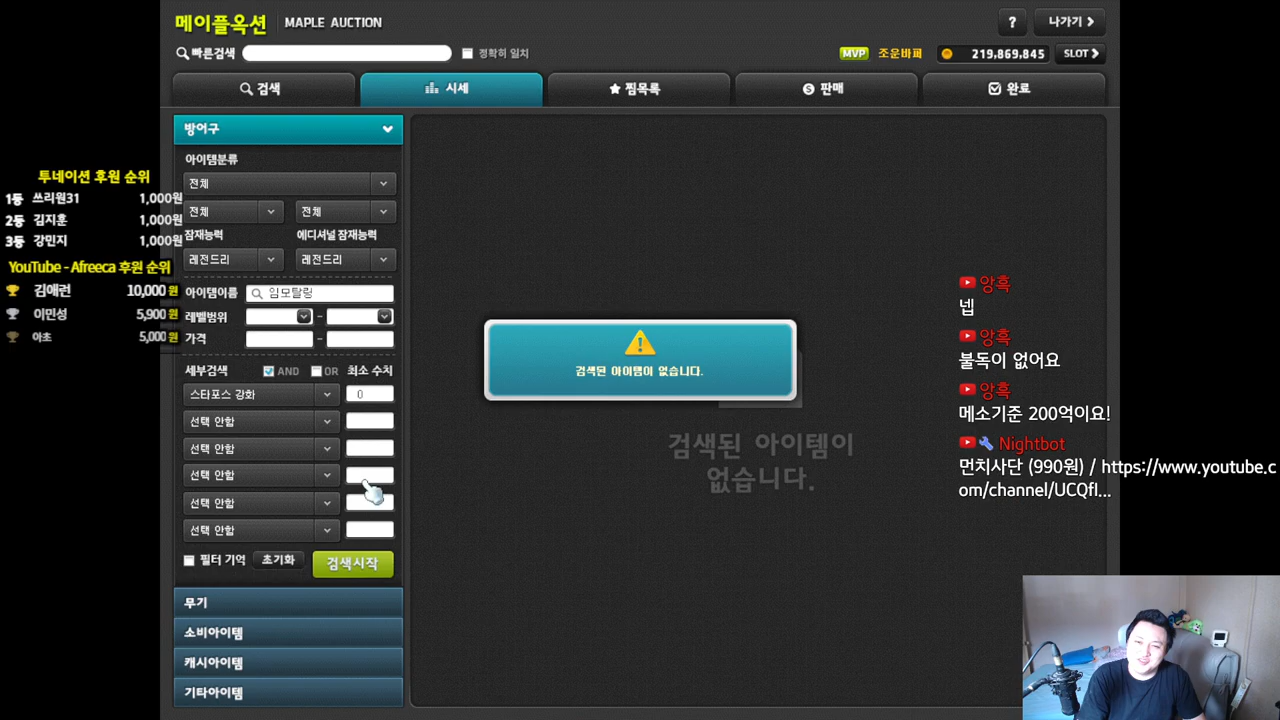 메이플옥션 MAPLE AUCTION
? 나가기
빠른검색 정확히 일치 MVP 조운바페 219,869,845 SLOT
검색 시세 찜목록 판매 완료
방어구
아이템분류
전체
전체 전체
잠재능력 에디셔널 잠재능력
레전드리 레전드리
아이템이름 임모탈링
레벨범위 -
가격 -
세부검색 AND OR 최소 수치
스타포스 강화 0
선택 안함
선택 안함
선택 안함
선택 안함
선택 안함
필터 기억 초기화 검색시작
무기
소비아이템
캐시아이템
기타아이템
투네이션 후원 순위
1등 쓰리원31 1,000원
2등 김지훈 1,000원
3등 강민지 1,000원
YouTube - Afreeca 후원 순위
김애런 10,000 원
이민성 5,900 원
아초 5,000 원
검색된 아이템이 없습니다.
검색된 아이템이
없습니다.
앙흑
넵
앙흑
불독이 없어요
앙흑
메소기준 200억이요!
Nightbot
먼치사단 (990원) / https://www.youtube.c
om/channel/UCQfl...